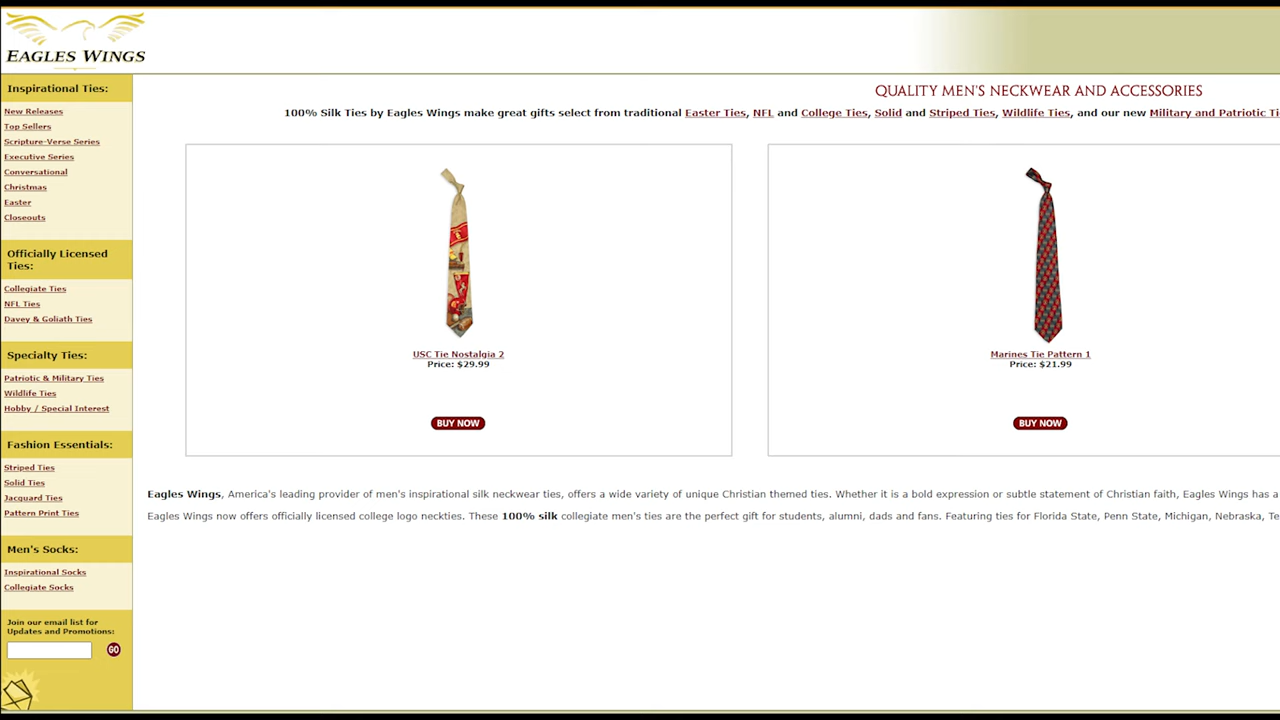 EAGLES WINGS
Inspirational Ties:
New Releases
Top Sellers
Scripture-Verse Series
Executive Series
Conversational
Christmas
Easter
Closeouts
Officially Licensed
Ties:
Collegiate Ties
NFL Ties
Davey & Goliath Ties
Specialty Ties:
Patriotic & Military Ties
Wildlife Ties
Hobby / Special Interest
Fashion Essentials:
Striped Ties
Solid Ties
Jacquard Ties
Pattern Print Ties
Men's Socks:
Inspirational Socks
Collegiate Socks
Join our email list for
Updates and Promotions:
GO
QUALITY MEN'S NECKWEAR AND ACCESSORIES
100% Silk Ties by Eagles Wings make great gifts select from traditional Easter Ties, NFL and College Ties, Solid and Striped Ties, Wildlife Ties, and our new Military and Patriotic Ti
USC Tie Nostalgia 2
Price: $29.99
BUY NOW
Marines Tie Pattern 1
Price: $21.99
BUY NOW
Eagles Wings, America's leading provider of men's inspirational silk neckwear ties, offers a wide variety of unique Christian themed ties. Whether it is a bold expression or subtle statement of Christian faith, Eagles Wings has a
Eagles Wings now offers officially licensed college logo neckties. These 100% silk collegiate men's ties are the perfect gift for students, alumni, dads and fans. Featuring ties for Florida State, Penn State, Michigan, Nebraska, Te